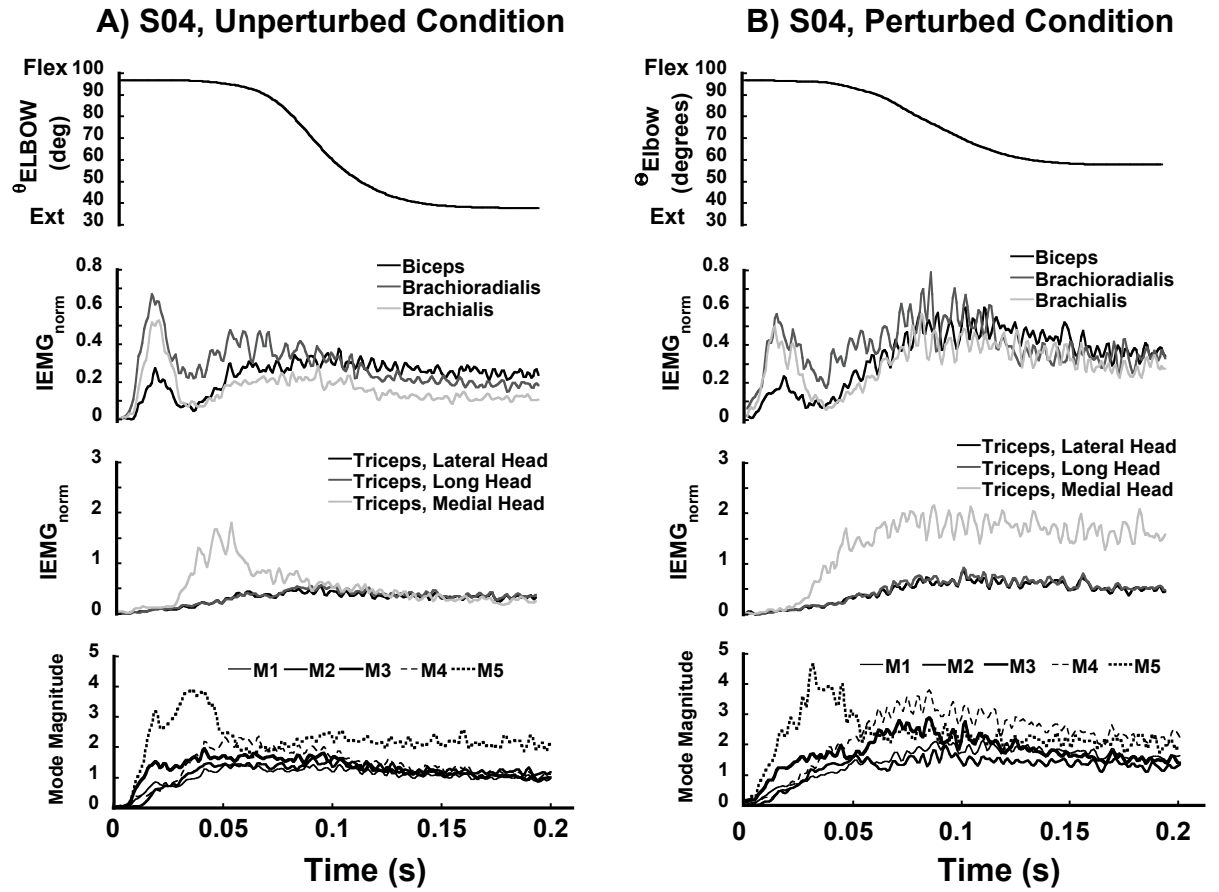 A) S04, Unperturbed Condition
Flex
100
90
80
70
60
50
40
30
Ext
θELBOW
(deg)
Biceps
Brachioradialis
Brachialis
0.8
0.6
0.4
0.2
0
IEMGnorm
Triceps, Lateral Head
Triceps, Long Head
Triceps, Medial Head
3
2
1
0
IEMGnorm
M1 M2 M3 M4 M5
5
4
3
2
1
0
Mode Magnitude
0 0.05 0.1 0.15 0.2
Time (s)
B) S04, Perturbed Condition
Flex
100
90
80
70
60
50
40
30
Ext
ΘElbow
(degrees)
Biceps
Brachioradialis
Brachialis
0.8
0.6
0.4
0.2
0
IEMGnorm
Triceps, Lateral Head
Triceps, Long Head
Triceps, Medial Head
3
2
1
0
IEMGnorm
M1 M2 M3 M4 M5
5
4
3
2
1
0
Mode Magnitude
0 0.05 0.1 0.15 0.2
Time (s)